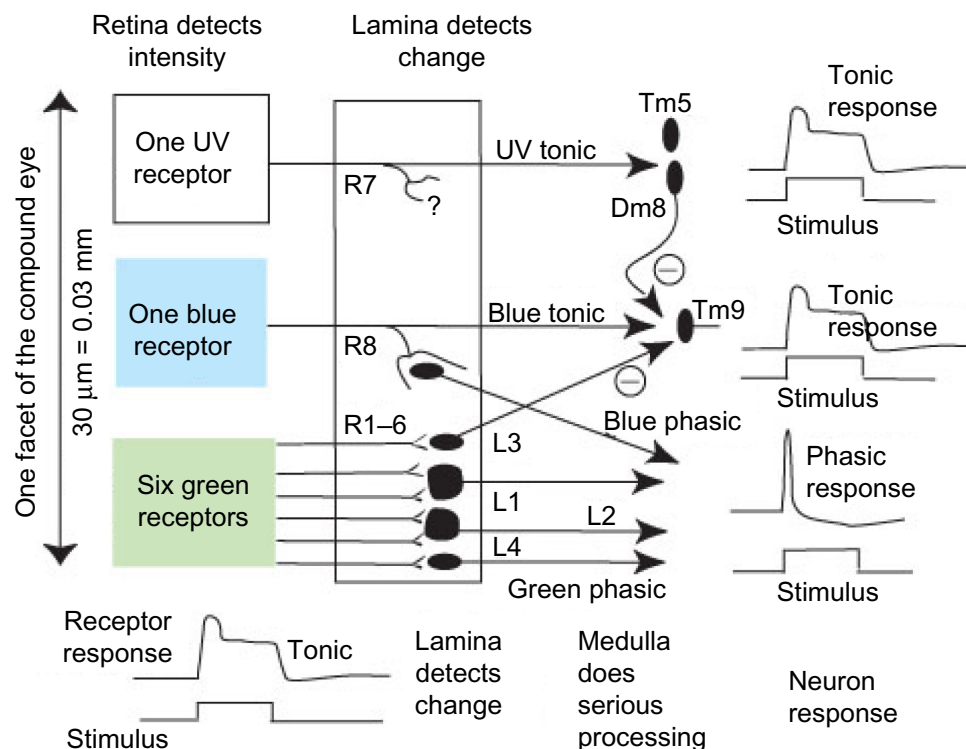 Retina detects
intensity
Lamina detects
change
One facet of the compound eye
30 μm = 0.03 mm
One UV
receptor
R7
?
UV tonic
Tm5
Dm8
Tonic
response
Stimulus
One blue
receptor
R8
Blue tonic
Tm9
Tonic
response
Stimulus
Blue phasic
Six green
receptors
R1–6
L3
L1
L2
L4
Green phasic
Phasic
response
Stimulus
Receptor
response
Tonic
Stimulus
Lamina
detects
change
Medulla
does
serious
processing
Neuron
response